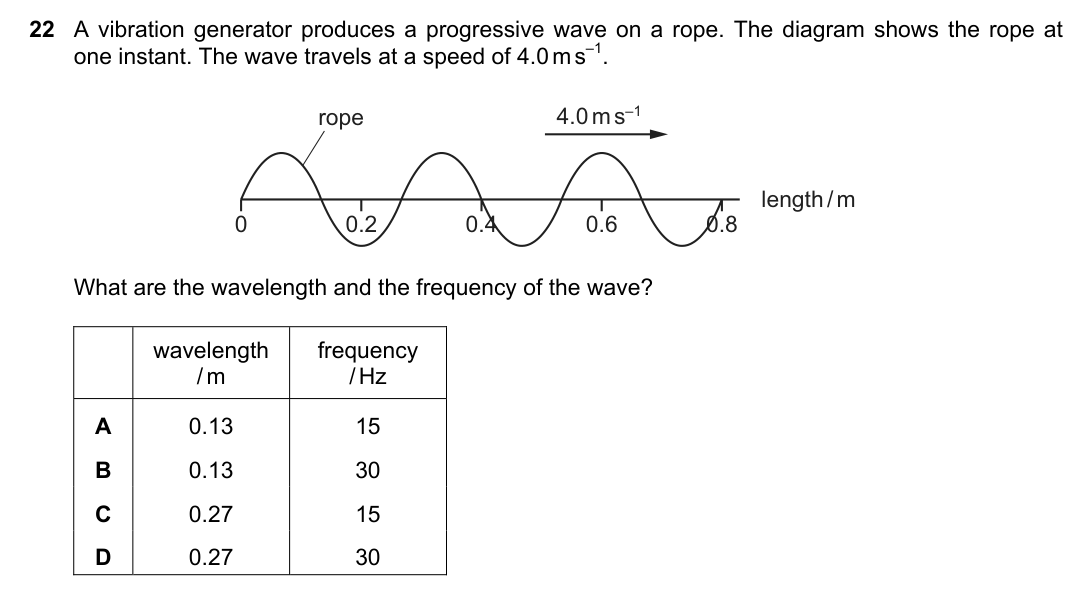 22 A vibration generator produces a progressive wave on a rope. The diagram shows the rope at
one instant. The wave travels at a speed of 4.0 m s⁻¹.
rope
4.0 m s⁻¹
length / m
0 0.2 0.4 0.6 0.8
What are the wavelength and the frequency of the wave?
wavelength frequency
/ m / Hz
A 0.13 15
B 0.13 30
C 0.27 15
D 0.27 30